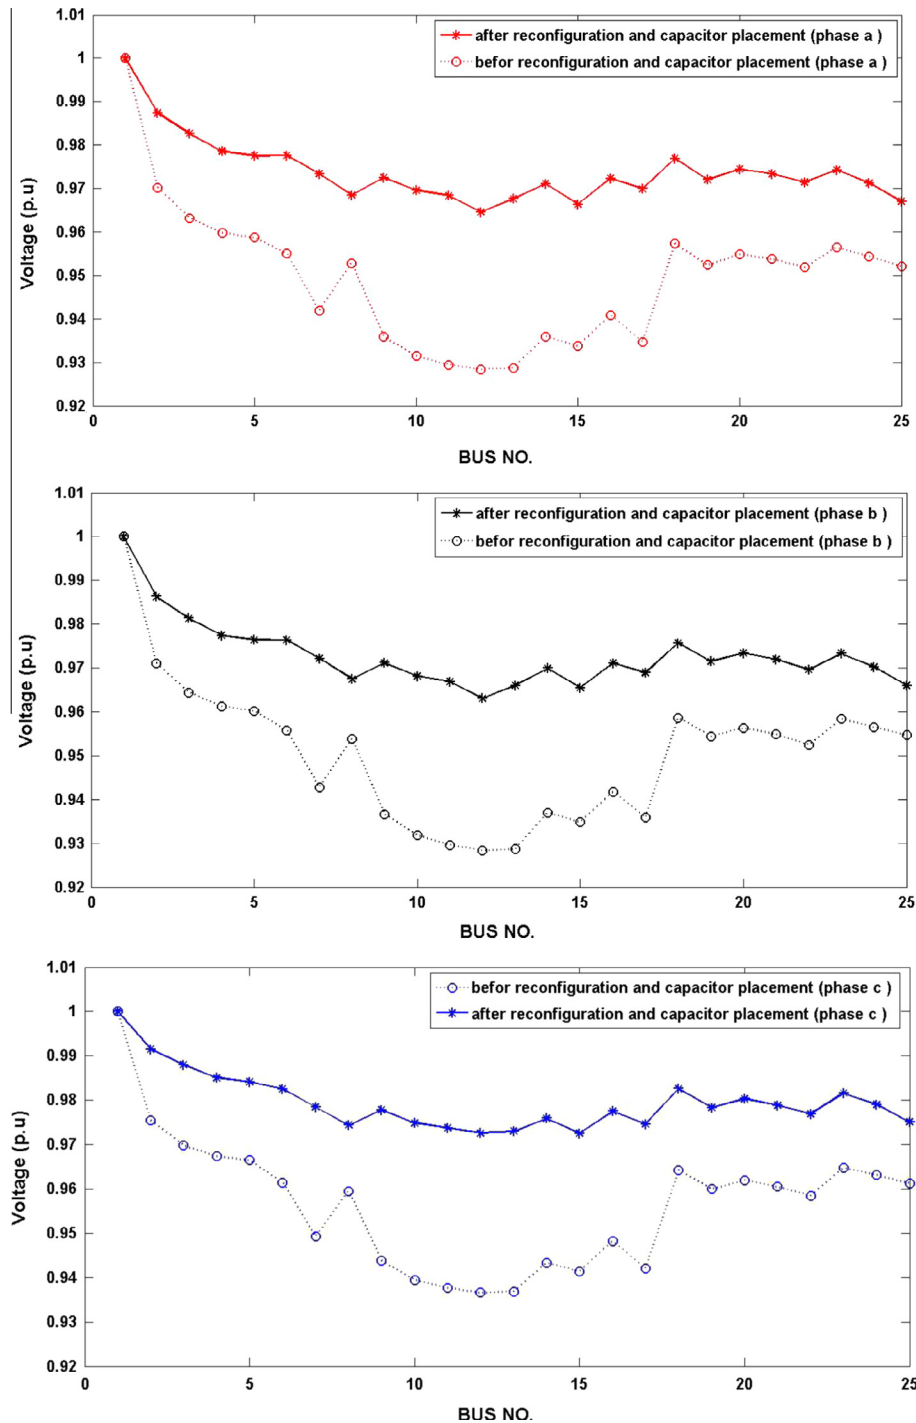 1.01
1
0.99
0.98
0.97
0.96
0.95
0.94
0.93
0.92
Voltage (p.u)
after reconfiguration and capacitor placement (phase a )
befor reconfiguration and capacitor placement (phase a )
0 5 10 15 20 25
BUS NO.
1.01
1
0.99
0.98
0.97
0.96
0.95
0.94
0.93
0.92
Voltage (p.u)
after reconfiguration and capacitor placement (phase b )
befor reconfiguration and capacitor placement (phase b )
0 5 10 15 20 25
BUS NO.
1.01
1
0.99
0.98
0.97
0.96
0.95
0.94
0.93
0.92
Voltage (p.u)
befor reconfiguration and capacitor placement (phase c )
after reconfiguration and capacitor placement (phase c )
0 5 10 15 20 25
BUS NO.